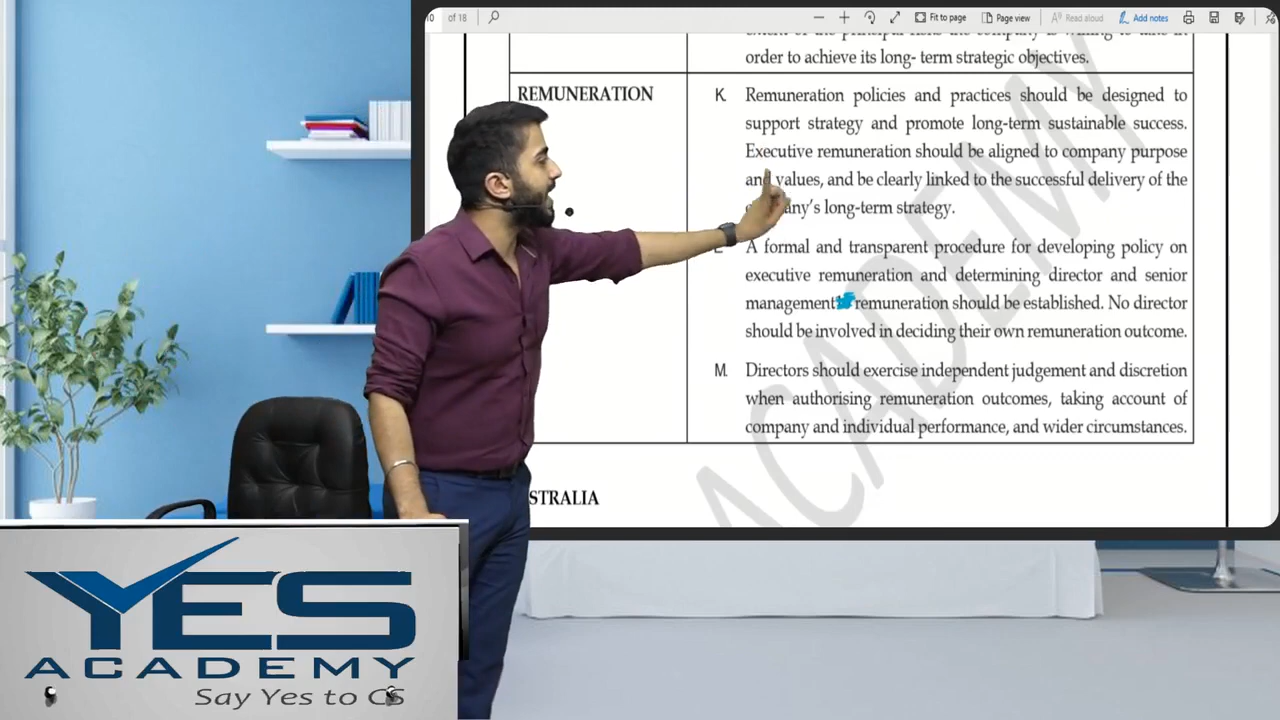 10 of 18 Fit to page Page view Read aloud Add notes
order to achieve its long- term strategic objectives.
REMUNERATION
K. Remuneration policies and practices should be designed to
support strategy and promote long-term sustainable success.
Executive remuneration should be aligned to company purpose
and values, and be clearly linked to the successful delivery of the
long-term strategy.
A formal and transparent procedure for developing policy on
executive remuneration and determining director and senior
management remuneration should be established. No director
should be involved in deciding their own remuneration outcome.
M. Directors should exercise independent judgement and discretion
when authorising remuneration outcomes, taking account of
company and individual performance, and wider circumstances.
STRALIA
ACADEMY
YES
ACADEMY
Say Yes to CS